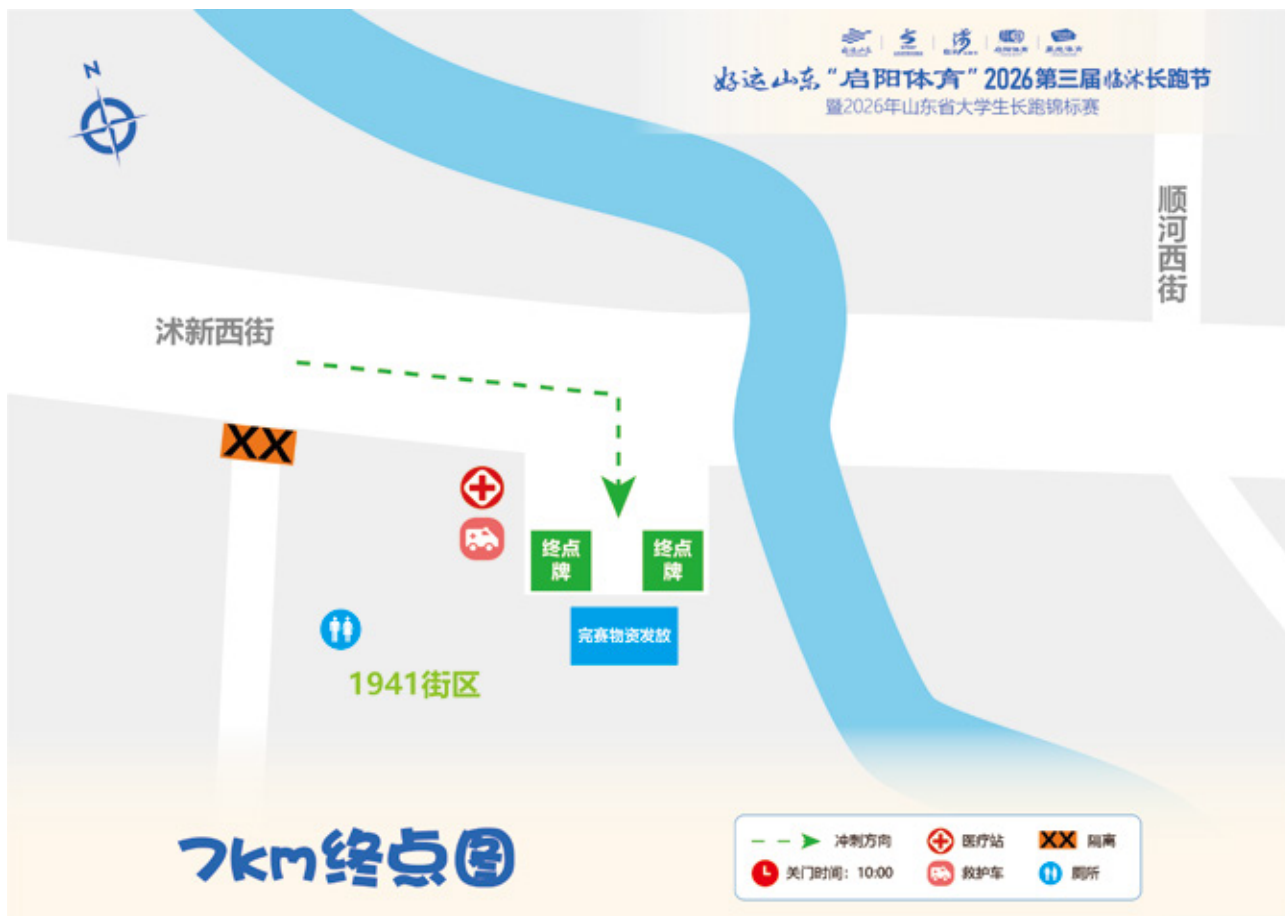 N
好运山东“启阳体育”2026第三届临沭长跑节
暨2026年山东省大学生长跑锦标赛
顺河西街
沭新西街
XX
终点牌
终点牌
完赛物资发放
1941街区
7km终点图
冲刺方向
医疗站
XX 隔离
关门时间：10:00
救护车
厕所